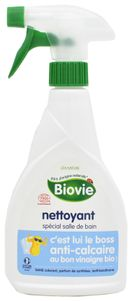 Biovie
nettoyant
spécial salle de bain
c'est lui le boss
anti-calcaire
au bon vinaigre bio